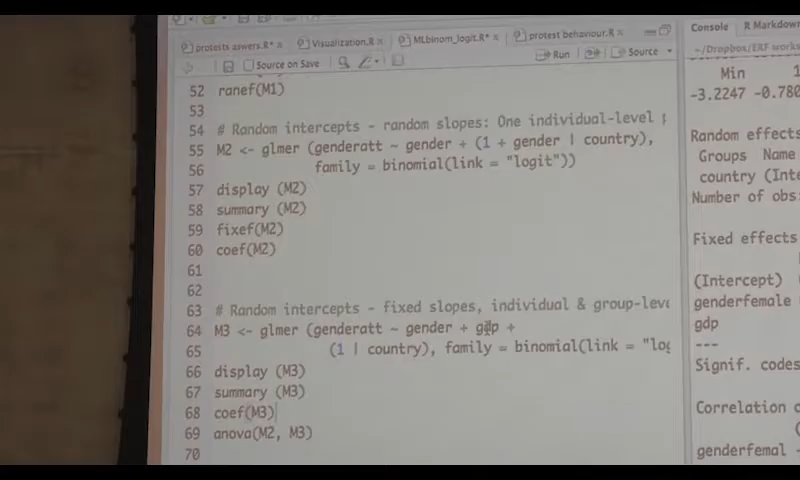 protests aswers.R* × Visualization.R × MLbinom_logit.R* × protest behaviour.R ×
Source on Save Run Source
52 ranef(M1)
53
54 # Random intercepts - random slopes: One individual-level p
55 M2 <- glmer (genderatt ~ gender + (1 + gender | country),
56 family = binomial(link = "logit"))
57 display (M2)
58 summary (M2)
59 fixef(M2)
60 coef(M2)
61
62
63 # Random intercepts - fixed slopes, individual & group-leve
64 M3 <- glmer (genderatt ~ gender + gdp +
65 (1 | country), family = binomial(link = "log
66 display (M3)
67 summary (M3)
68 coef(M3)
69 anova(M2, M3)
70
Console R Markdown
~/Dropbox/ERF works
Min 1
-3.2247 -0.780
Random effects
Groups Name
country (Inte
Number of obs
Fixed effects
(Intercept)
genderfemale
gdp
---
Signif. codes
Correlation o
(
genderfemal -